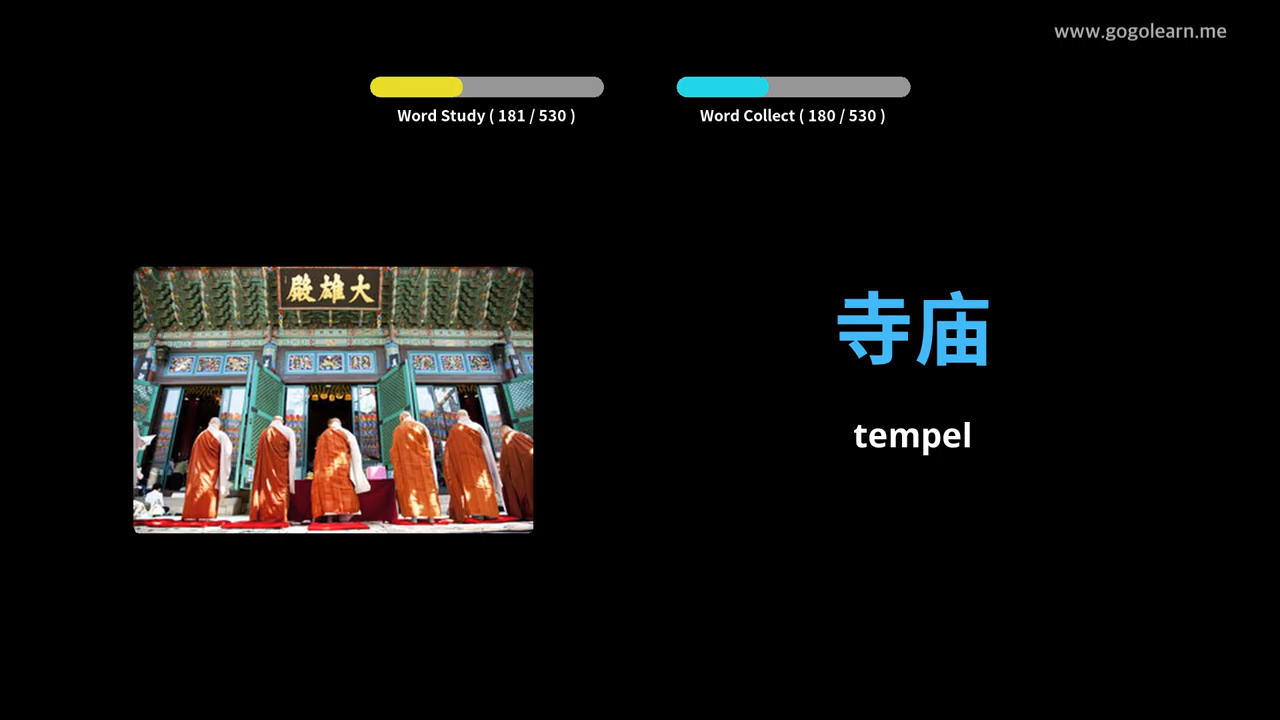 www.gogolearn.me
Word Study ( 181 / 530 )
Word Collect ( 180 / 530 )
殿雄大
寺庙
tempel